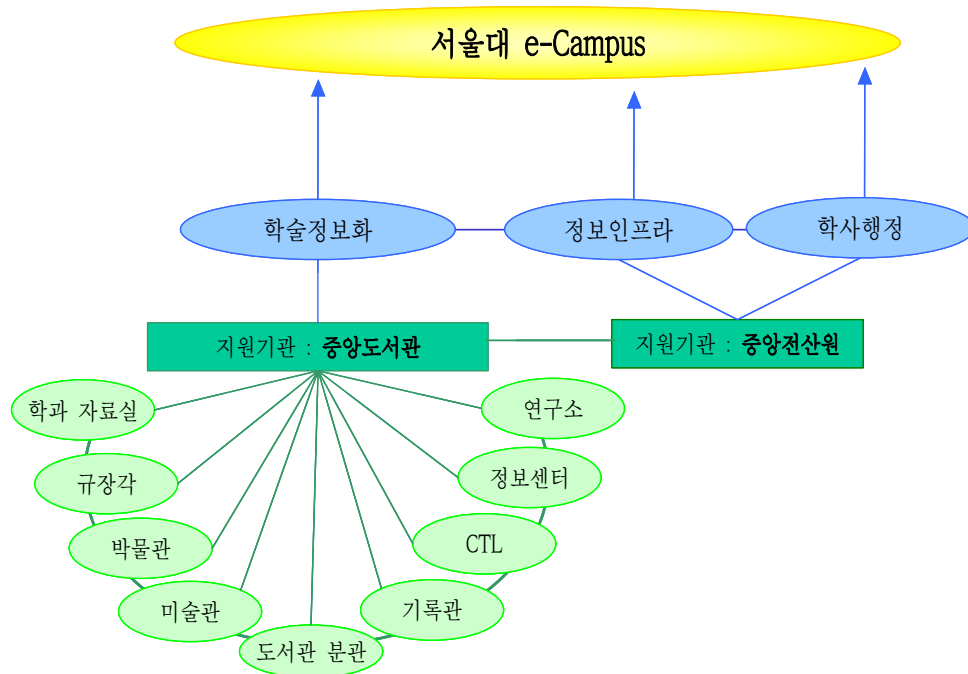 서울대 e-Campus
학술정보화
정보인프라
학사행정
지원기관 : 중앙도서관
지원기관 : 중앙전산원
학과 자료실
연구소
규장각
정보센터
박물관
CTL
미술관
기록관
도서관 분관